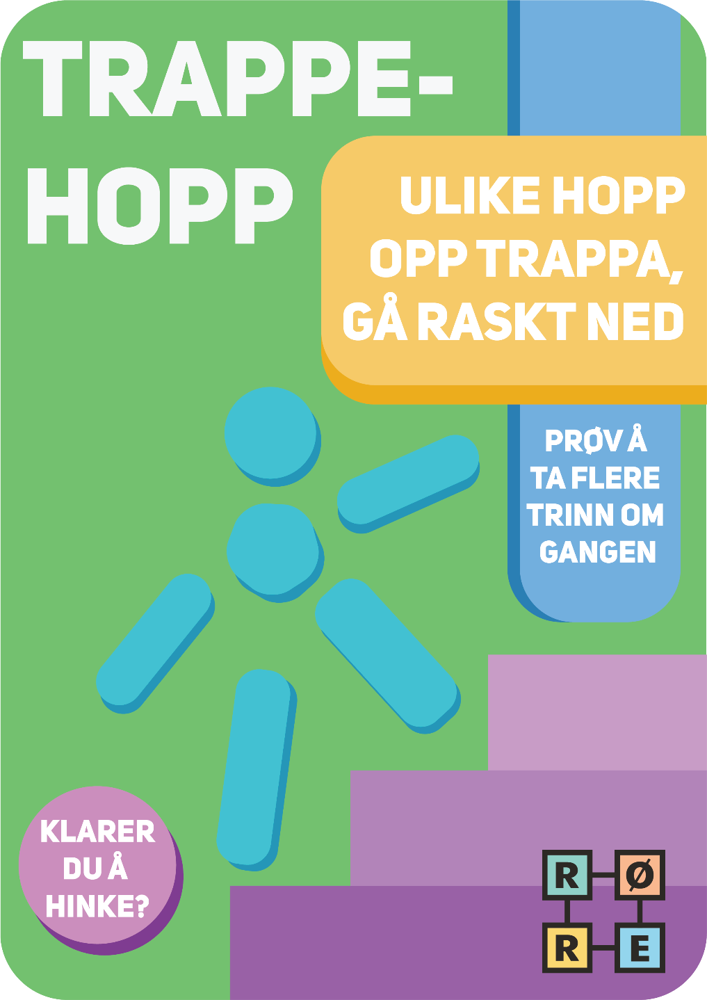 TRAPPE-
HOPP
ULIKE HOPP
OPP TRAPPA,
GÅ RASKT NED
PRØV Å
TA FLERE
TRINN OM
GANGEN
KLARER
DU Å
HINKE?
R Ø
R E